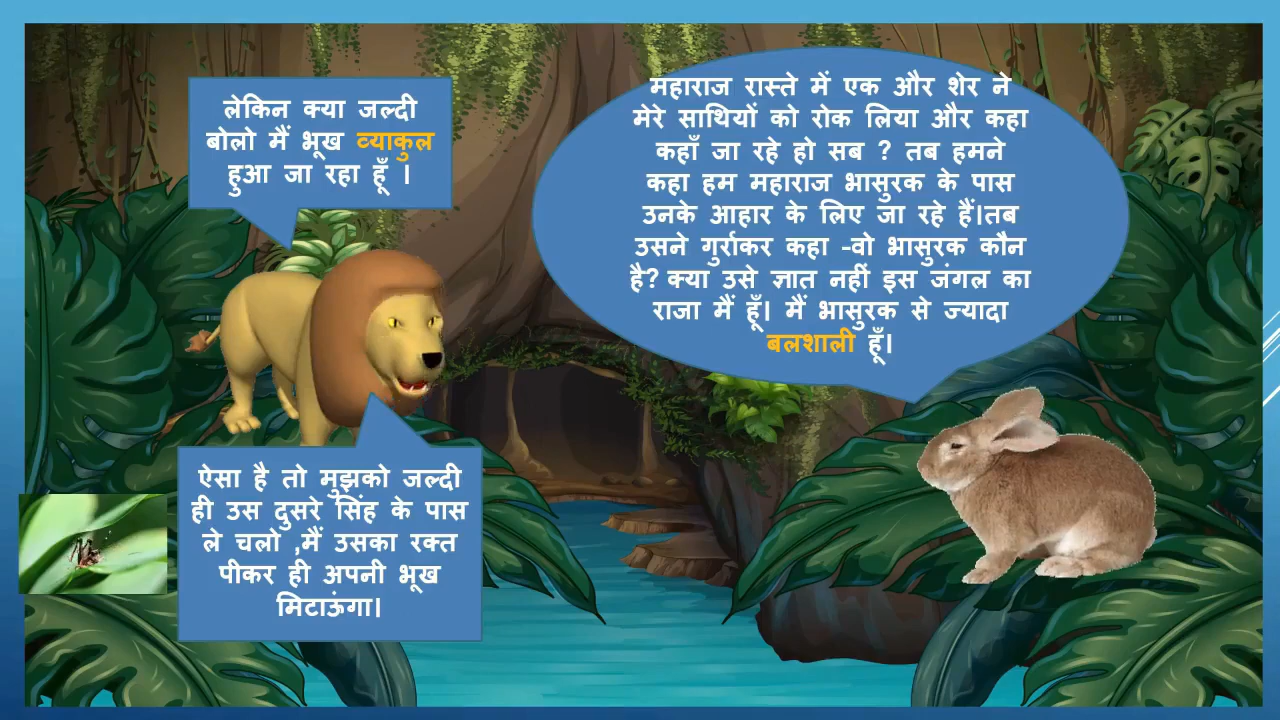 लेकिन क्या जल्दी
बोलो मैं भूख व्याकुल
हुआ जा रहा हूँ ।
महाराज रास्ते में एक और शेर ने
मेरे साथियों को रोक लिया और कहा
कहाँ जा रहे हो सब ? तब हमने
कहा हम महाराज भासुरक के पास
उनके आहार के लिए जा रहे हैं।तब
उसने गुर्राकर कहा -वो भासुरक कौन
है? क्या उसे ज्ञात नहीं इस जंगल का
राजा मैं हूँ। मैं भासुरक से ज्यादा
बलशाली हूँ।
ऐसा है तो मुझको जल्दी
ही उस दुसरे सिंह के पास
ले चलो ,मैं उसका रक्त
पीकर ही अपनी भूख
मिटाऊंगा।